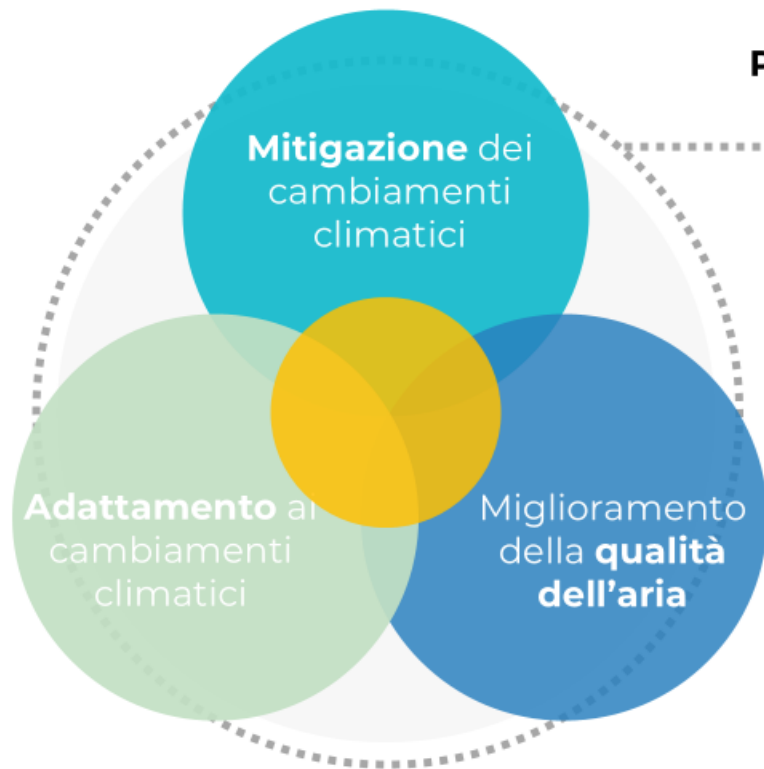 P
Mitigazione dei
cambiamenti
climatici
Adattamento ai
cambiamenti
climatici
Miglioramento
della qualità
dell'aria